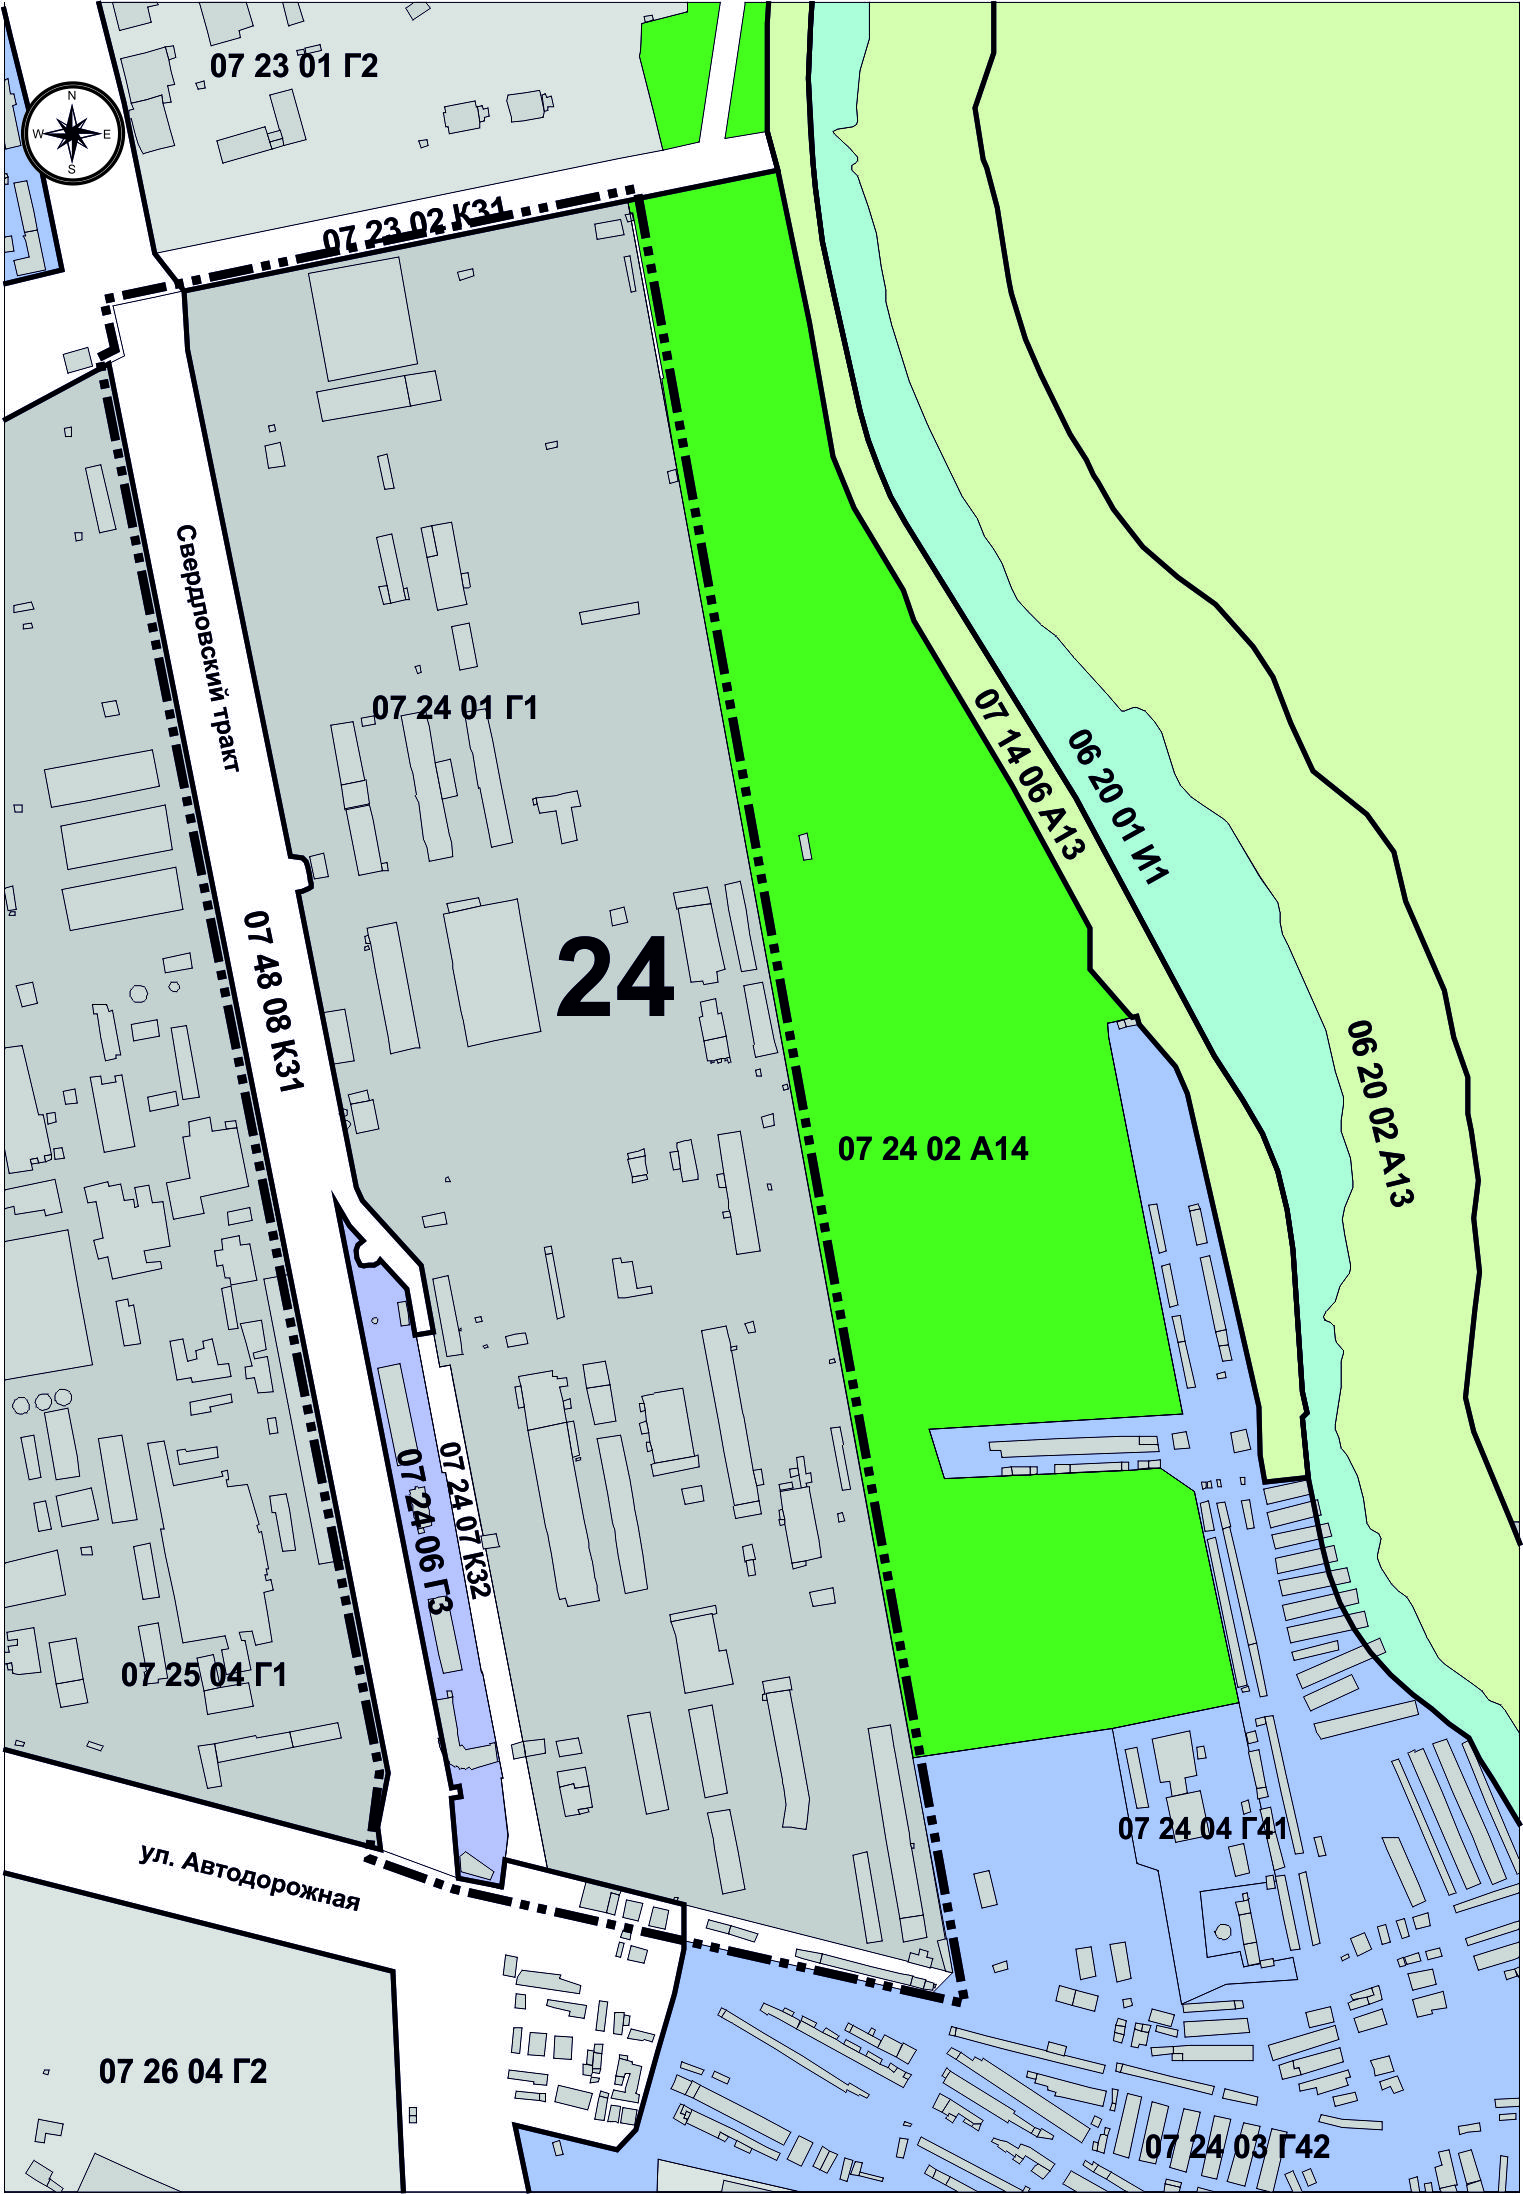 07 23 01 Г2
N
W E
S
07 23 02 К31
Свердловский тракт
07 24 01 Г1
07 14 06 А13
06 20 01 И1
24
07 48 08 К31
06 20 02 А13
07 24 02 А14
07 24 06 Г3
07 24 07 К32
07 25 04 Г1
07 24 04 Г41
ул. Автодорожная
07 26 04 Г2
07 24 03 Г42